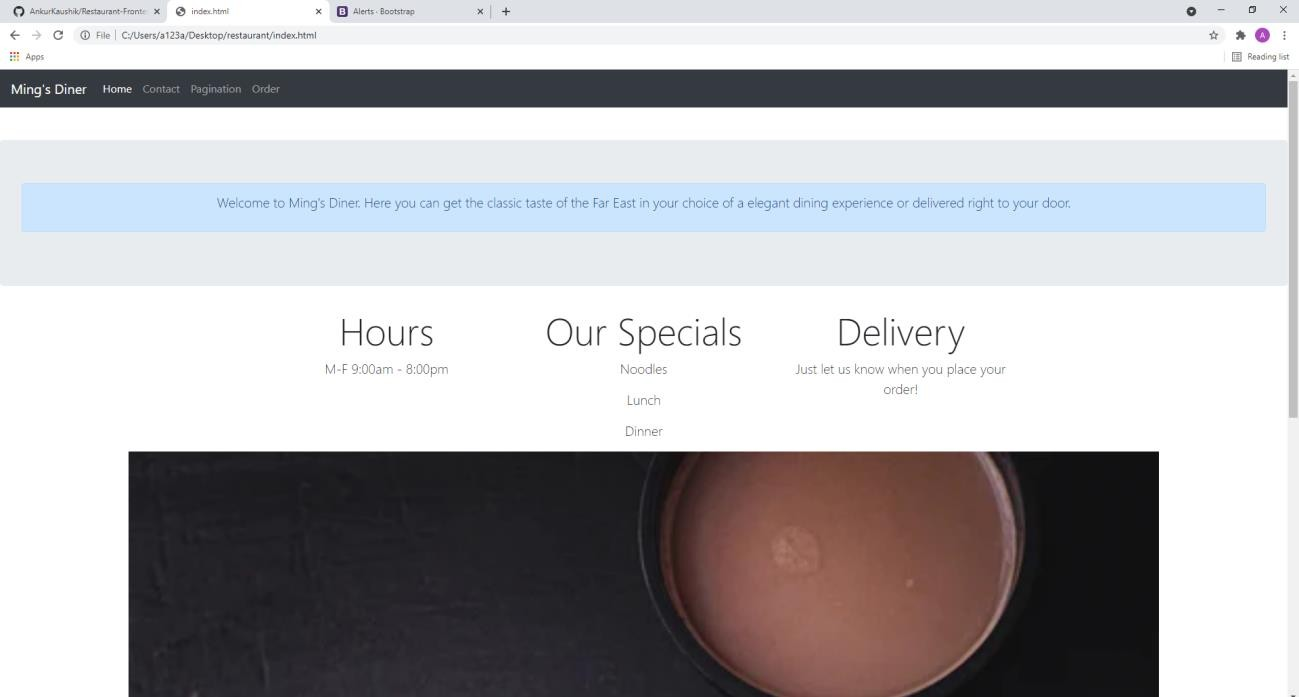 AnkurKaushik/Restaurant-Fronte
index.html
Alerts · Bootstrap
File
C:/Users/a123a/Desktop/restaurant/index.html
A
Apps
Reading list
Ming's Diner Home Contact Pagination Order
Welcome to Ming's Diner. Here you can get the classic taste of the Far East in your choice of a elegant dining experience or delivered right to your door.
Hours
M-F 9:00am - 8:00pm
Our Specials
Noodles
Lunch
Dinner
Delivery
Just let us know when you place your
order!